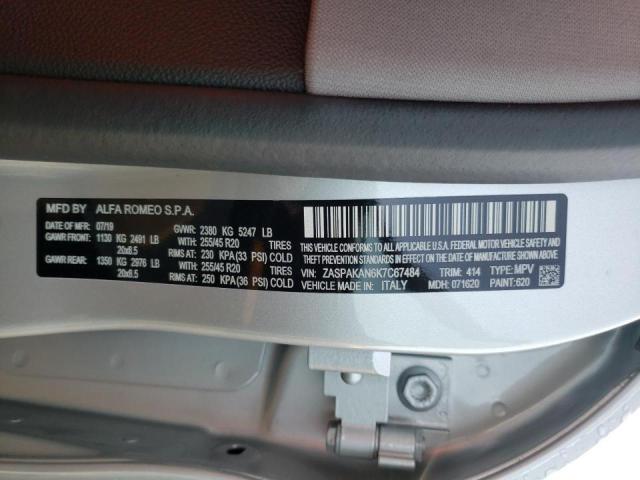 MFD BY ALFA ROMEO S.P.A.
DATE OF MFR: 07/19 GVWR: 2380 KG 5247 LB
GAWR FRONT: 1130 KG 2491 LB WITH: 255/45 R20 TIRES
20x8.5 RIMS AT: 230 KPA(33 PSI) COLD
GAWR REAR: 1350 KG 2976 LB WITH: 255/45 R20 TIRES
20x8.5 RIMS AT: 250 KPA(36 PSI) COLD
THIS VEHICLE CONFORMS TO ALL APPLICABLE U.S.A. FEDERAL MOTOR VEHICLE SAFETY, BUMPER, AND THEFT
PREVENTION STANDARDS IN EFFECT ON THE
DATE OF MANUFACTURE SHOWN ABOVE.
VIN: ZASPAKAN6K7C67484 TRIM: 414 TYPE: MPV
VEHICLE MADE IN: ITALY MDH: 071620 PAINT:620